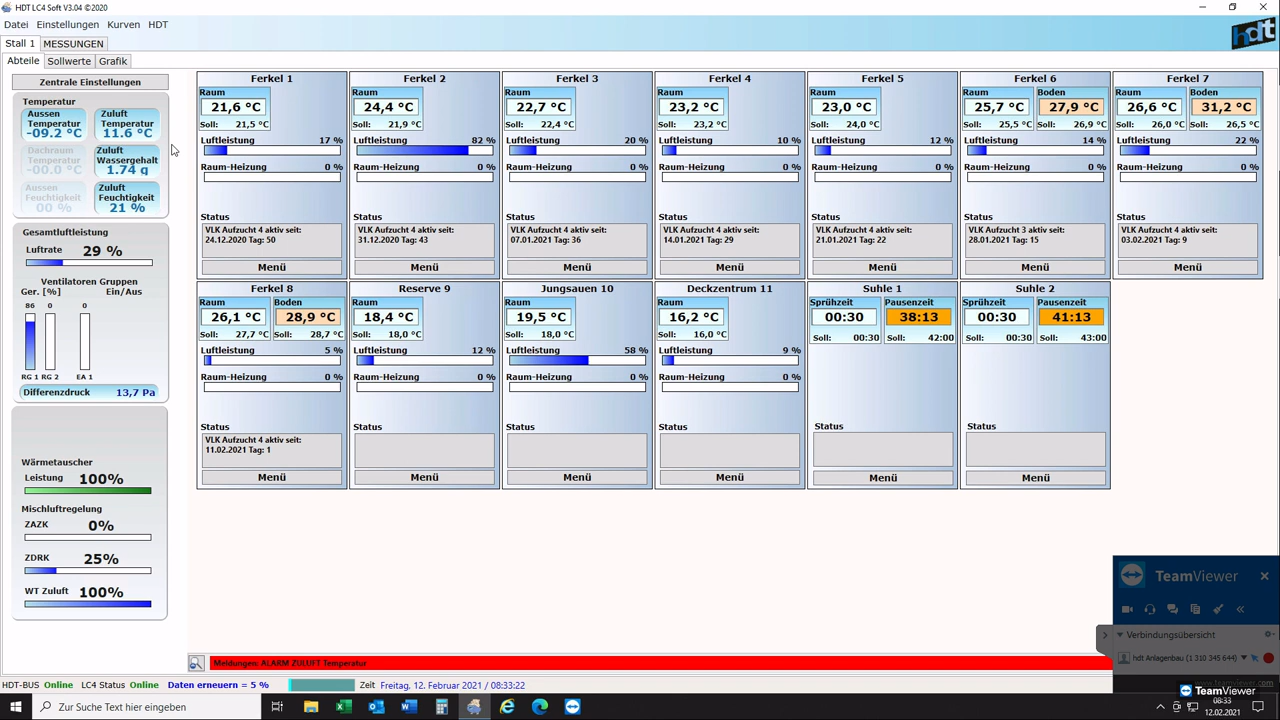 HDT LC4 Soft V3.04 ©2020
Datei Einstellungen Kurven HDT
hdt
Stall 1 MESSUNGEN
Abteile Sollwerte Grafik
Zentrale Einstellungen
Temperatur
Aussen Temperatur -09.2 °C
Zuluft Temperatur 11.6 °C
Dachraum Temperatur -00.0 °C
Zuluft Wassergehalt 1.74 g
Aussen Feuchtigkeit 00 %
Zuluft Feuchtigkeit 21 %
Gesamtluftleistung
Luftrate 29 %
Ventilatoren Gruppen
Ger. [%] Ein/Aus
86 0 0
RG 1 RG 2 EA 1
Differenzdruck 13,7 Pa
Wärmetauscher
Leistung 100%
Mischluftregelung
ZAZK 0%
ZDRK 25%
WT Zuluft 100%
Ferkel 1
Raum
21,6 °C
Soll: 21,5 °C
Luftleistung 17 %
Raum-Heizung 0 %
Status
VLK Aufzucht 4 aktiv seit:
24.12.2020 Tag: 50
Menü
Ferkel 2
Raum
24,4 °C
Soll: 21,9 °C
Luftleistung 82 %
Raum-Heizung 0 %
Status
VLK Aufzucht 4 aktiv seit:
31.12.2020 Tag: 43
Menü
Ferkel 3
Raum
22,7 °C
Soll: 22,4 °C
Luftleistung 20 %
Raum-Heizung 0 %
Status
VLK Aufzucht 4 aktiv seit:
07.01.2021 Tag: 36
Menü
Ferkel 4
Raum
23,2 °C
Soll: 23,2 °C
Luftleistung 10 %
Raum-Heizung 0 %
Status
VLK Aufzucht 4 aktiv seit:
14.01.2021 Tag: 29
Menü
Ferkel 5
Raum
23,0 °C
Soll: 24,0 °C
Luftleistung 12 %
Raum-Heizung 0 %
Status
VLK Aufzucht 4 aktiv seit:
21.01.2021 Tag: 22
Menü
Ferkel 6
Raum Boden
25,7 °C 27,9 °C
Soll: 25,5 °C Soll: 26,9 °C
Luftleistung 14 %
Raum-Heizung 0 %
Status
VLK Aufzucht 3 aktiv seit:
28.01.2021 Tag: 15
Menü
Ferkel 7
Raum Boden
26,6 °C 31,2 °C
Soll: 26,0 °C Soll: 26,5 °C
Luftleistung 22 %
Raum-Heizung 0 %
Status
VLK Aufzucht 4 aktiv seit:
03.02.2021 Tag: 9
Menü
Ferkel 8
Raum Boden
26,1 °C 28,9 °C
Soll: 27,7 °C Soll: 28,7 °C
Luftleistung 5 %
Raum-Heizung 0 %
Status
VLK Aufzucht 4 aktiv seit:
11.02.2021 Tag: 1
Menü
Reserve 9
Raum
18,4 °C
Soll: 18,0 °C
Luftleistung 12 %
Raum-Heizung 0 %
Status
Menü
Jungsauen 10
Raum
19,5 °C
Soll: 18,0 °C
Luftleistung 58 %
Raum-Heizung 0 %
Status
Menü
Deckzentrum 11
Raum
16,2 °C
Soll: 16,0 °C
Luftleistung 9 %
Raum-Heizung 0 %
Status
Menü
Suhle 1
Sprühzeit Pausenzeit
00:30 38:13
Soll: 00:30 Soll: 42:00
Status
Menü
Suhle 2
Sprühzeit Pausenzeit
00:30 41:13
Soll: 00:30 Soll: 43:00
Status
Menü
TeamViewer
Verbindungsübersicht
hdt Anlagenbau (1 310 345 644)
www.teamviewer.com
Meldungen: ALARM ZULUFT Temperatur
HDT-BUS Online LC4 Status Online Daten erneuern = 5 % Zeit Freitag, 12. Februar 2021 / 08:33:22
TeamViewer
Zur Suche Text hier eingeben
08:33
12.02.2021